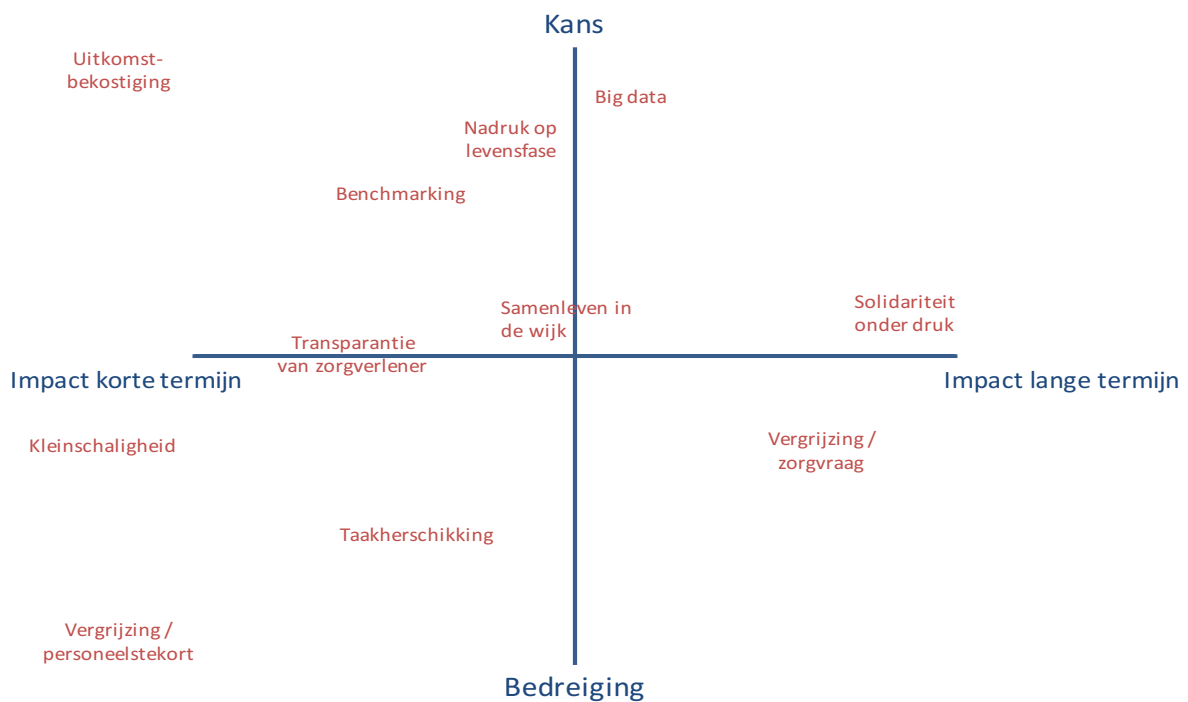 Kans
Uitkomst-
bekostiging
Big data
Nadruk op
levensfase
Benchmarking
Samenleven in
de wijk
Solidariteit
onder druk
Transparantie
van zorgverlener
Impact korte termijn
Impact lange termijn
Kleinschaligheid
Vergrijzing /
zorgvraag
Taakherschikking
Vergrijzing /
personeelstekort
Bedreiging